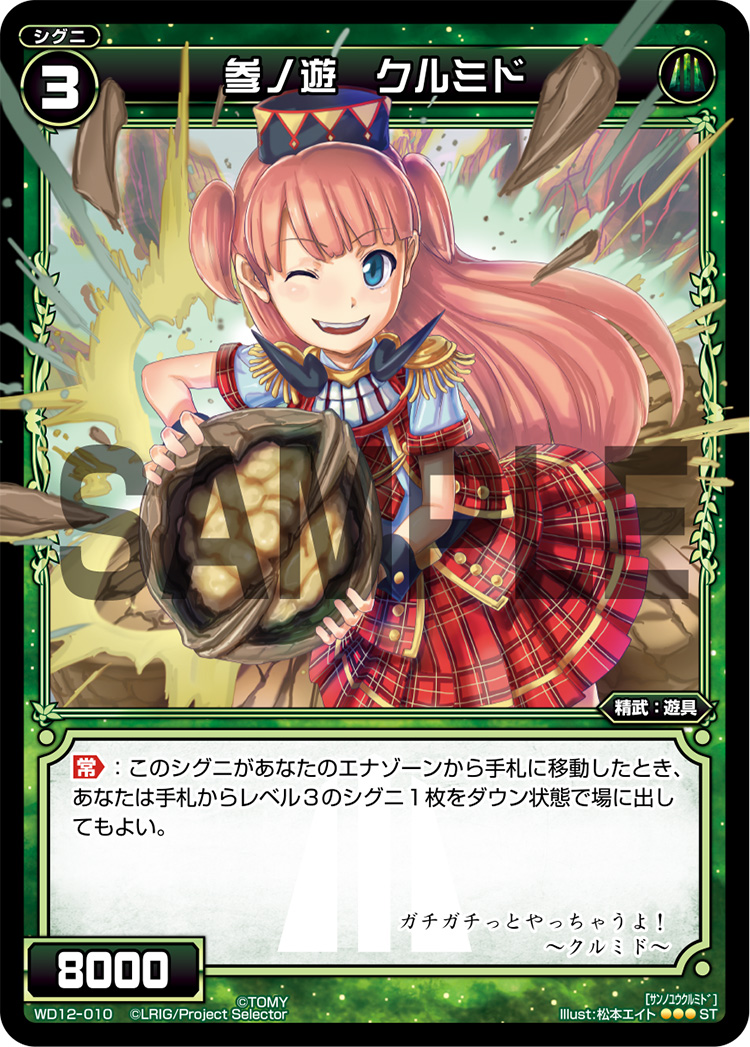 シグニ
3
参ノ遊　クルミド
SAMPLE
精武：遊具
常：このシグニがあなたのエナゾーンから手札に移動したとき、
あなたは手札からレベル３のシグニ１枚をダウン状態で場に出し
てもよい。
ガチガチっとやっちゃうよ！
～クルミド～
8000
©TOMY
[ｻﾝﾉﾕｳｸﾙﾐﾄﾞ]
WD12-010 ©LRIG/Project Selector
Illust:松本エイト ST